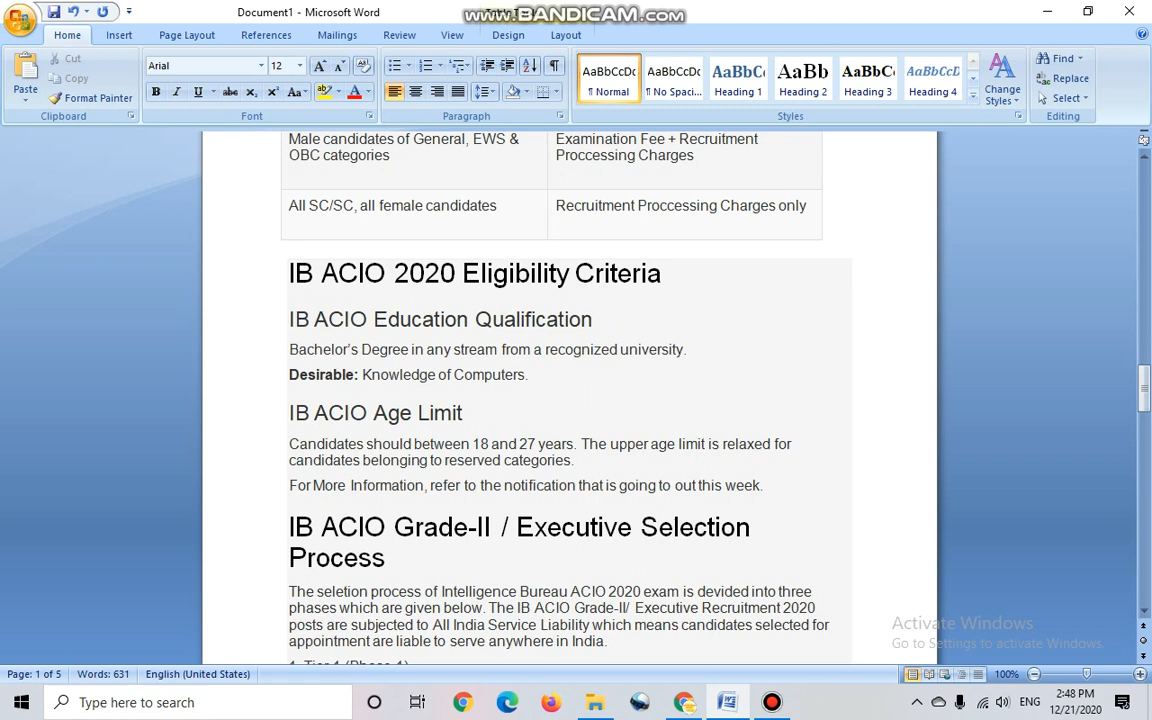 Document1 - Microsoft Word
www.BANDICAM.com
Home Insert Page Layout References Mailings Review View Design Layout
Paste
Cut
Copy
Format Painter
Clipboard
Arial 12
Font
Paragraph
AaBbCcDc AaBbCcDc AaBbC AaBb AaBbC AaBbCcD
¶ Normal ¶ No Spaci... Heading 1 Heading 2 Heading 3 Heading 4
Change
Styles
Styles
Find
Replace
Select
Editing
Male candidates of General, EWS &
OBC categories
Examination Fee + Recruitment
Proccessing Charges
All SC/SC, all female candidates
Recruitment Proccessing Charges only
IB ACIO 2020 Eligibility Criteria
IB ACIO Education Qualification
Bachelor’s Degree in any stream from a recognized university.
Desirable: Knowledge of Computers.
IB ACIO Age Limit
Candidates should between 18 and 27 years. The upper age limit is relaxed for
candidates belonging to reserved categories.
For More Information, refer to the notification that is going to out this week.
IB ACIO Grade-II / Executive Selection
Process
The seletion process of Intelligence Bureau ACIO 2020 exam is devided into three
phases which are given below. The IB ACIO Grade-II/ Executive Recruitment 2020
posts are subjected to All India Service Liability which means candidates selected for
appointment are liable to serve anywhere in India.
1. Tier 1 (Phase-1)
Activate Windows
Go to Settings to activate Windows.
Page: 1 of 5 Words: 631 English (United States)
100%
Type here to search
ENG
2:48 PM
12/21/2020